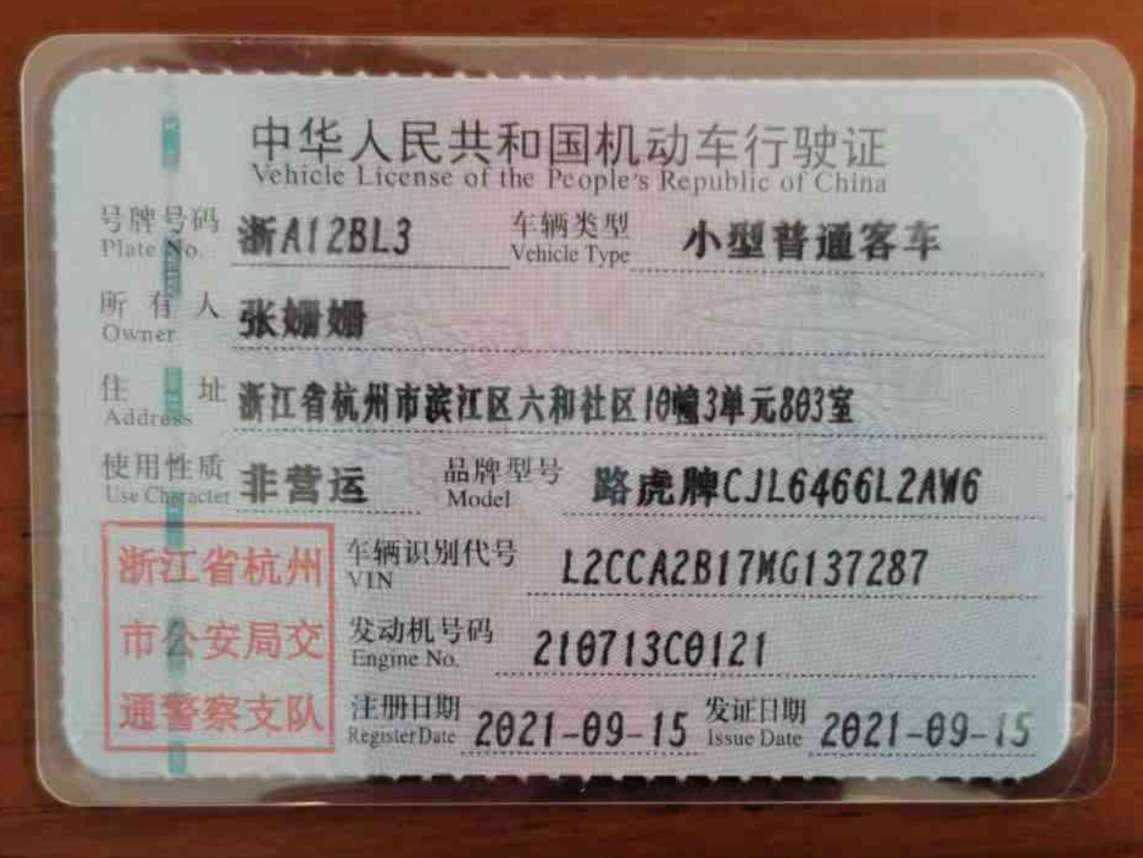 中华人民共和国机动车行驶证
Vehicle License of the People's Republic of China
号牌号码 浙A12BL3 车辆类型 小型普通客车
Plate No. Vehicle Type
所有人 张姗姗
Owner
住址 浙江省杭州市滨江区六和社区10幢3单元803室
Address
使用性质 非营运 品牌型号 路虎牌CJL6466L2AW6
Use Character Model
浙江省杭州
市公安局交
通警察支队
车辆识别代号 L2CCA2B17MG137287
VIN
发动机号码 210713C0121
Engine No.
注册日期 2021-09-15 发证日期 2021-09-15
Register Date Issue Date